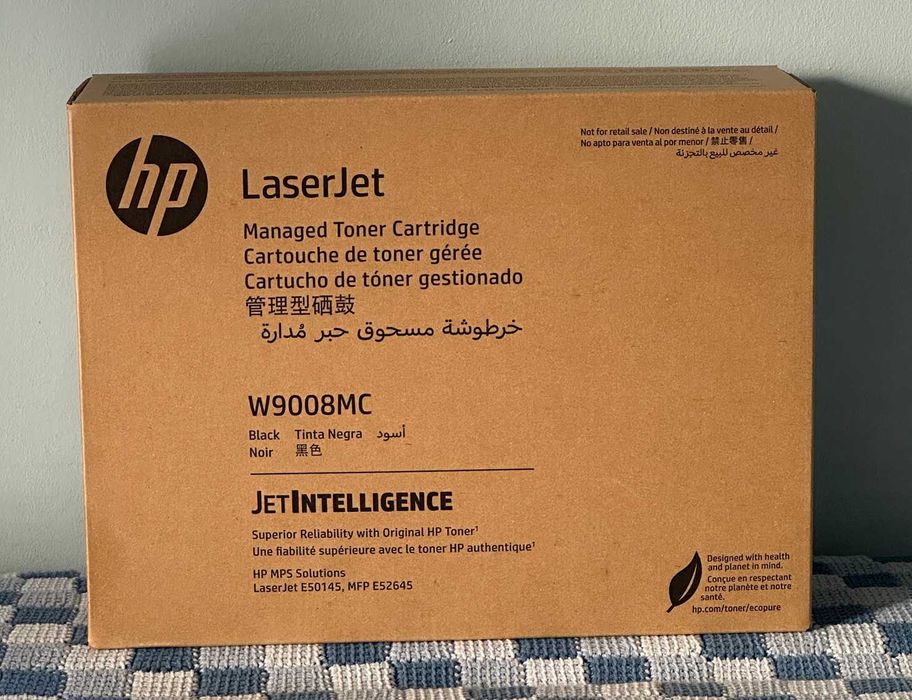 Not for retail sale / Non destiné à la vente au détail /
No apto para venta al por menor / 禁止零售 /
غير مخصص للبيع بالتجزئة
hp
LaserJet
Managed Toner Cartridge
Cartouche de toner gérée
Cartucho de tóner gestionado
管理型硒鼓
خرطوشة مسحوق حبر مُدارة
W9008MC
Black Tinta Negra أسود
Noir 黑色
JETINTELLIGENCE
Superior Reliability with Original HP Toner¹
Une fiabilité supérieure avec le toner HP authentique¹
HP MPS Solutions
LaserJet E50145, MFP E52645
Designed with health
and planet in mind.
Conçue en respectant
notre planète et notre
santé.
hp.com/toner/ecopure